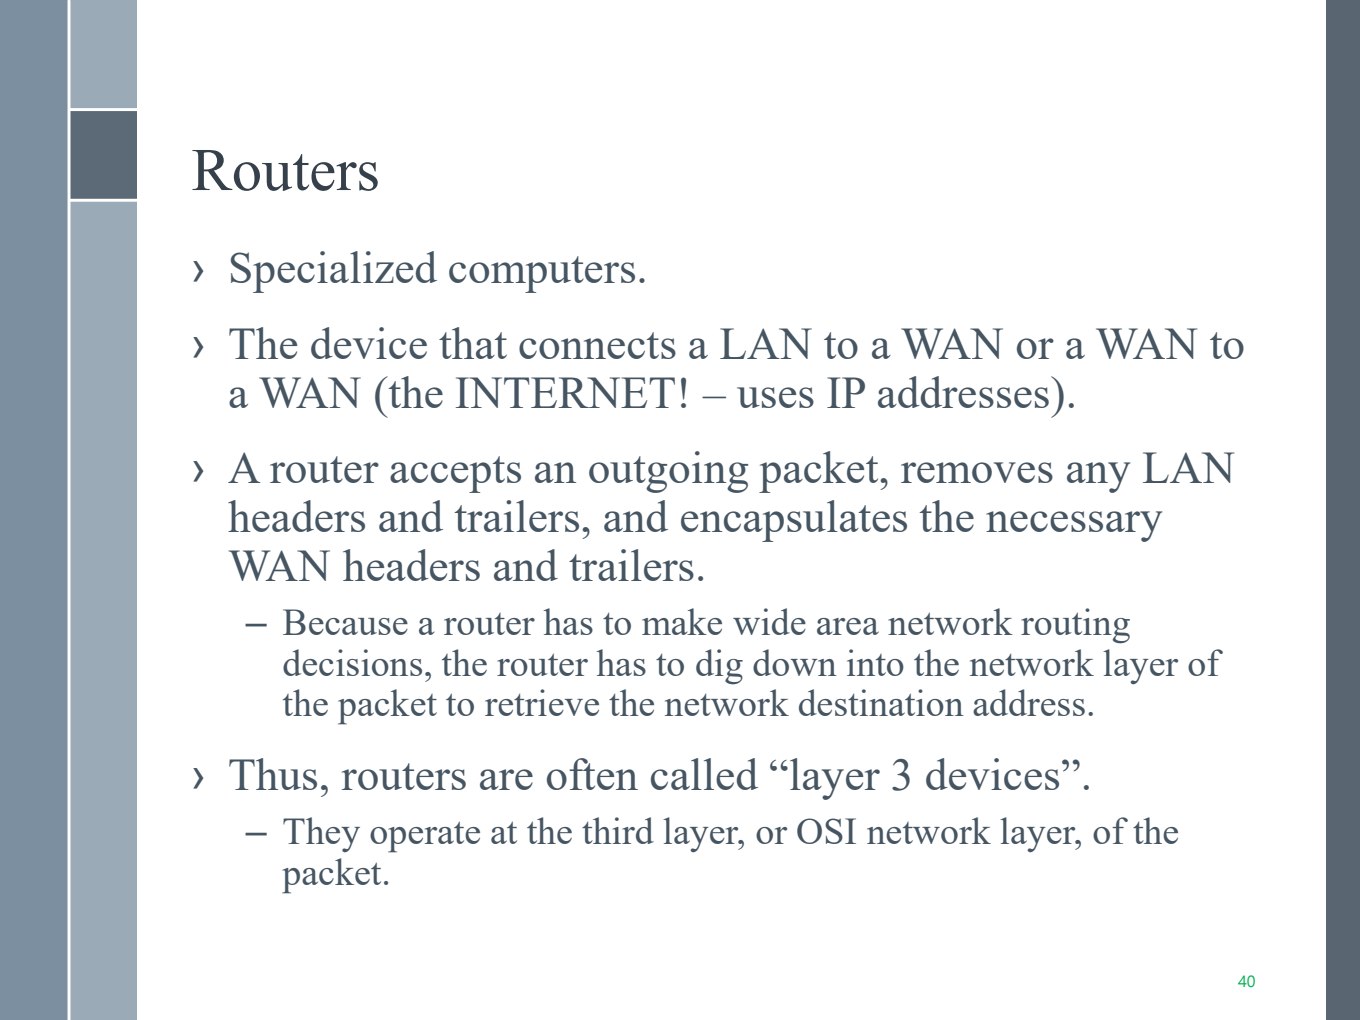 Routers
› Specialized computers.
› The device that connects a LAN to a WAN or a WAN to
a WAN (the INTERNET! – uses IP addresses).
› A router accepts an outgoing packet, removes any LAN
headers and trailers, and encapsulates the necessary
WAN headers and trailers.
– Because a router has to make wide area network routing
decisions, the router has to dig down into the network layer of
the packet to retrieve the network destination address.
› Thus, routers are often called “layer 3 devices”.
– They operate at the third layer, or OSI network layer, of the
packet.
40